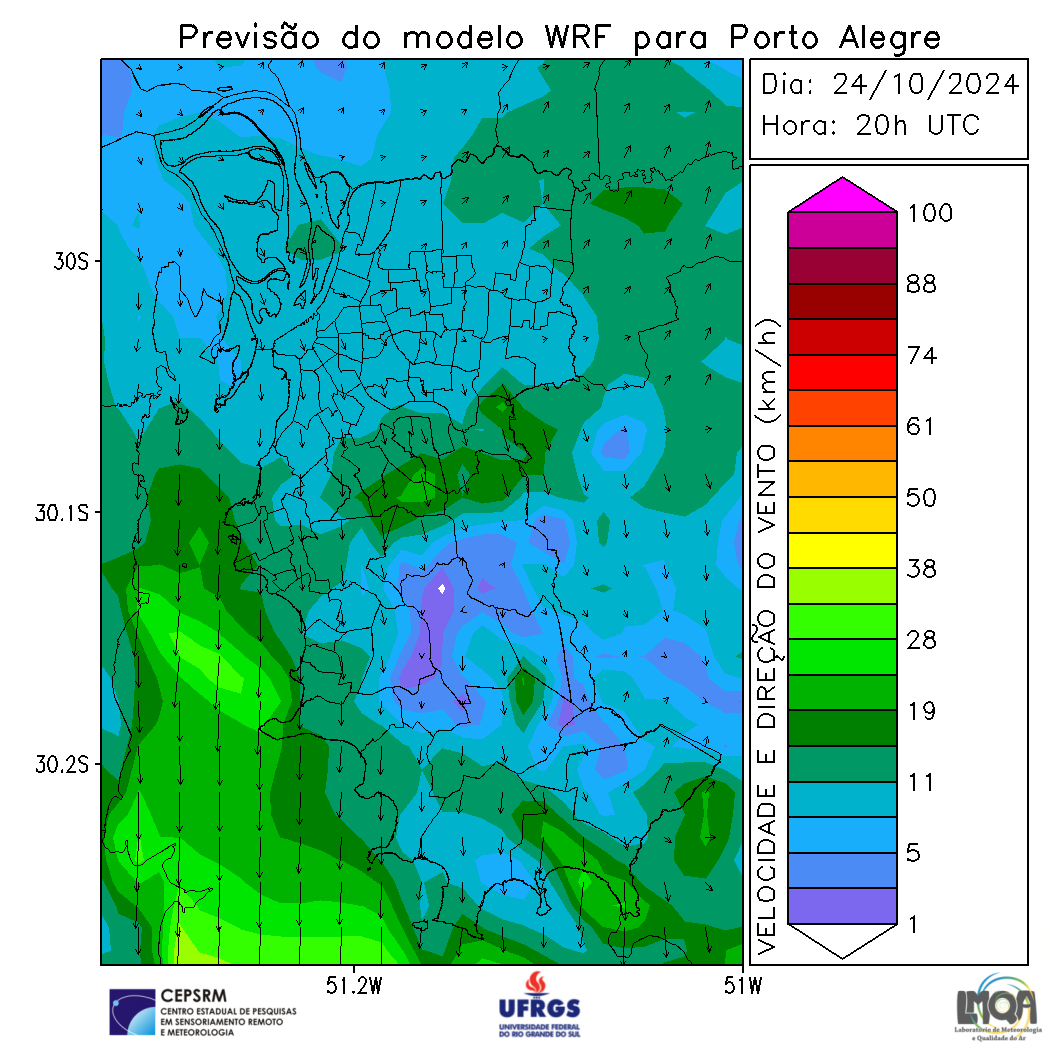 Previsão do modelo WRF para Porto Alegre
Dia: 24/10/2024
Hora: 20h UTC
30S
30.1S
30.2S
51.2W
51W
VELOCIDADE E DIREÇÃO DO VENTO (km/h)
100
88
74
61
50
38
28
19
11
5
1
CEPSRM
CENTRO ESTADUAL DE PESQUISAS
EM SENSORIAMENTO REMOTO
E METEOROLOGIA
UFRGS
UNIVERSIDADE FEDERAL
DO RIO GRANDE DO SUL
LMQA
Laboratório de Meteorologia
e Qualidade do Ar